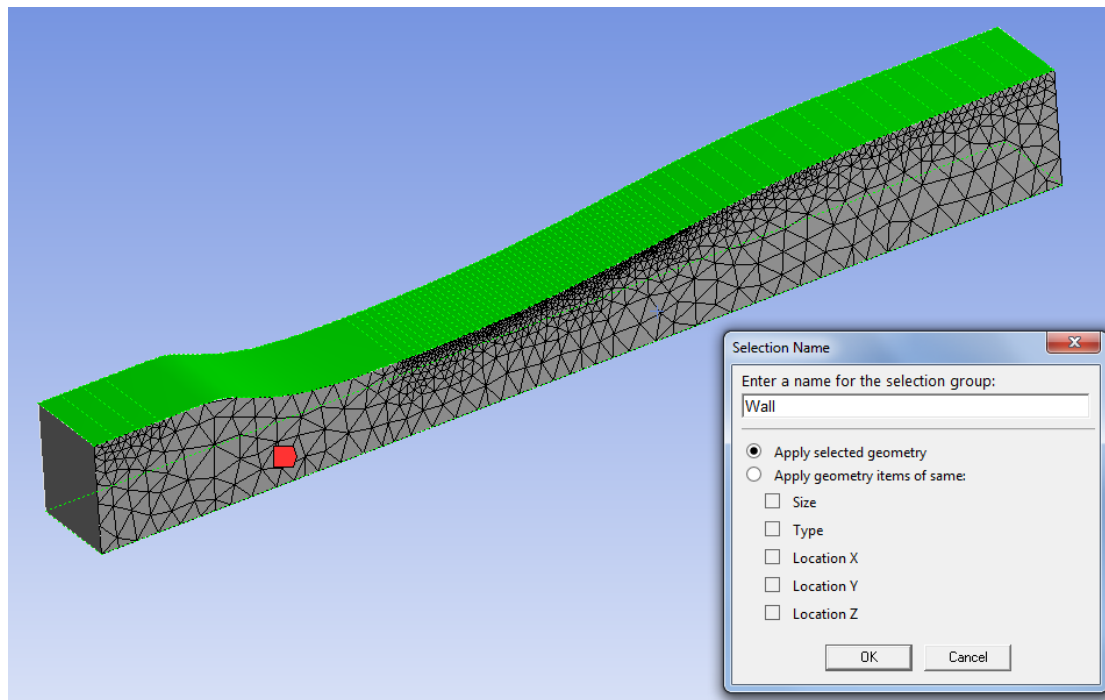 Selection Name
Enter a name for the selection group:
Wall
Apply selected geometry
Apply geometry items of same:
Size
Type
Location X
Location Y
Location Z
OK Cancel